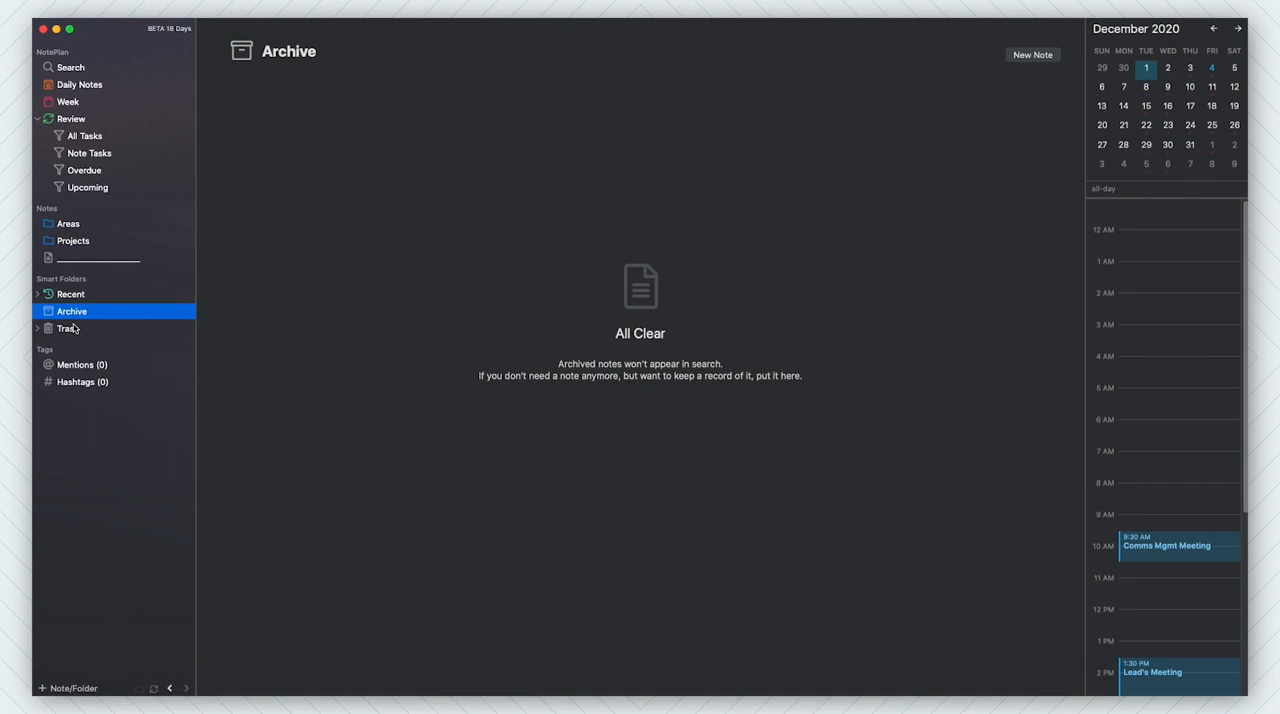 BETA 18 Days
NotePlan
Search
Daily Notes
Week
Review
All Tasks
Note Tasks
Overdue
Upcoming
Notes
Areas
Projects
Smart Folders
Recent
Archive
Trash
Tags
@ Mentions (0)
# Hashtags (0)
+ Note/Folder
Archive
New Note
All Clear
Archived notes won't appear in search.
If you don't need a note anymore, but want to keep a record of it, put it here.
December 2020
SUN MON TUE WED THU FRI SAT
29 30 1 2 3 4 5
6 7 8 9 10 11 12
13 14 15 16 17 18 19
20 21 22 23 24 25 26
27 28 29 30 31 1 2
3 4 5 6 7 8 9
all-day
12 AM
1 AM
2 AM
3 AM
4 AM
5 AM
6 AM
7 AM
8 AM
9 AM
9:30 AM
10 AM Comms Mgmt Meeting
11 AM
12 PM
1 PM
1:30 PM
2 PM Lead's Meeting